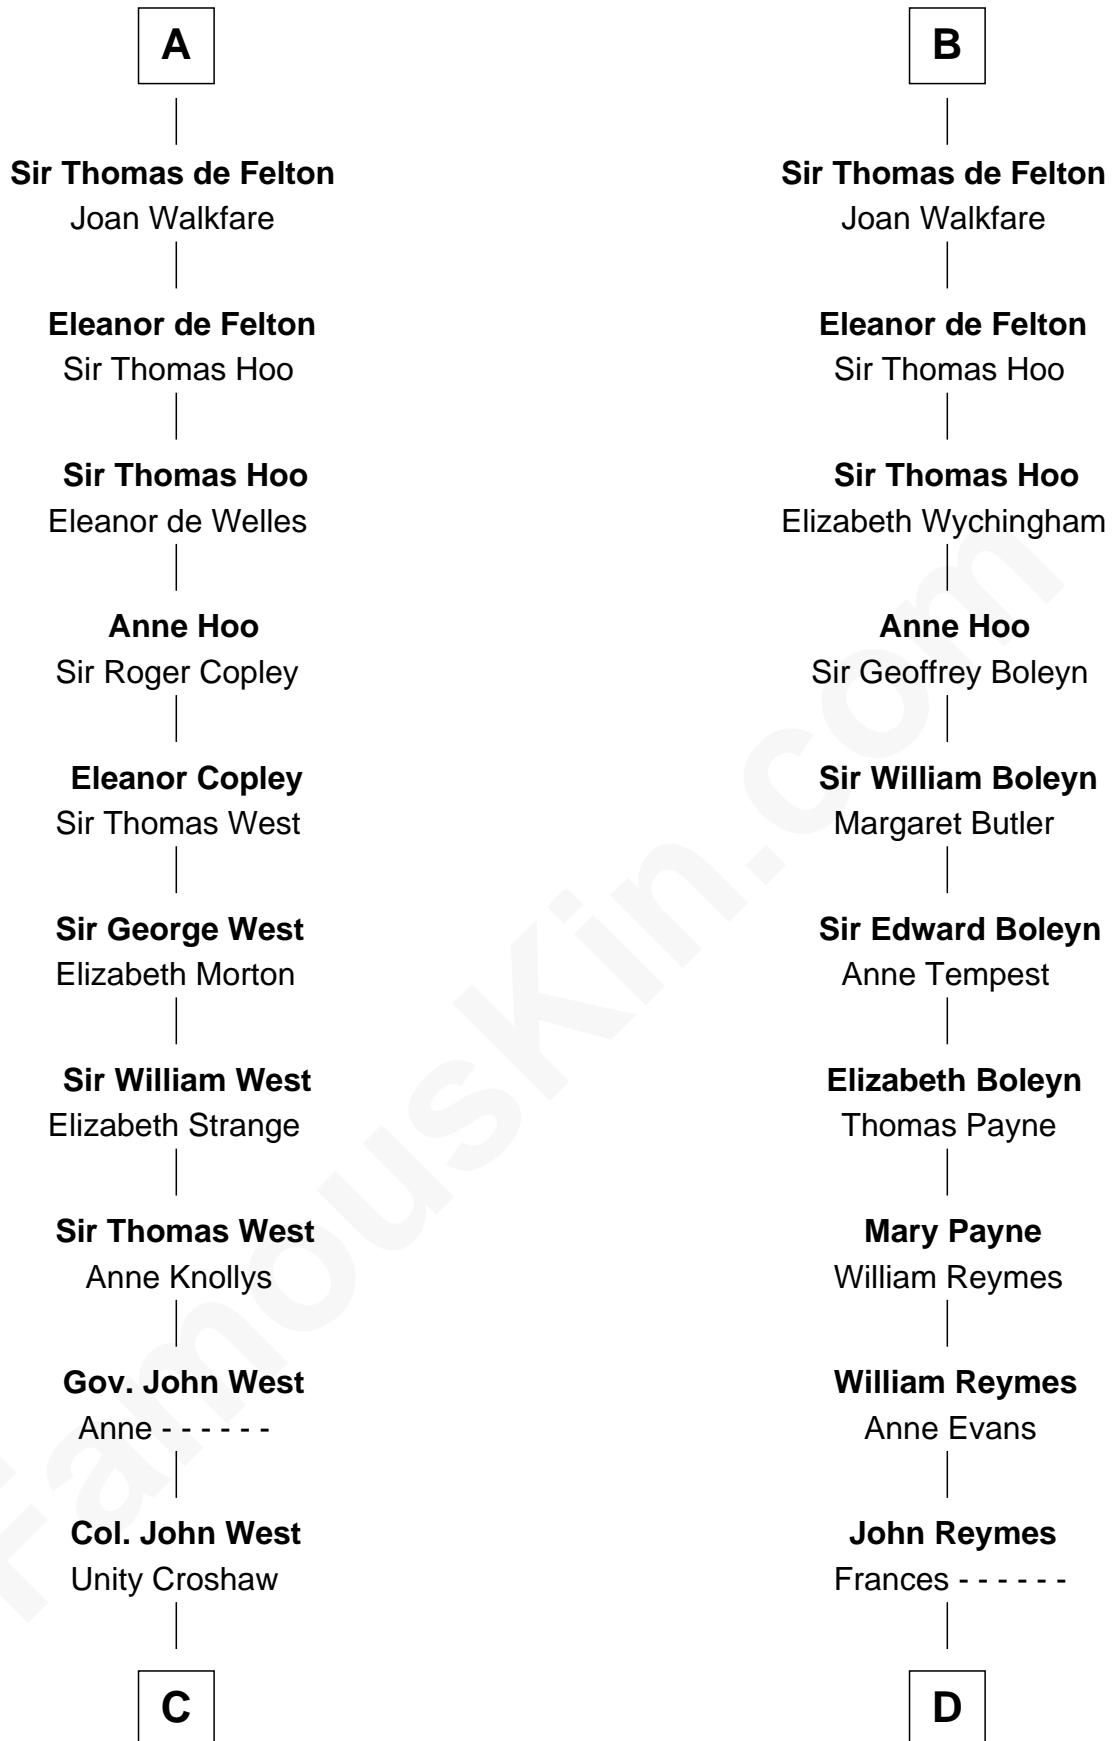 A
Sir Thomas de Felton
Joan Walkfare
Eleanor de Felton
Sir Thomas Hoo
Sir Thomas Hoo
Eleanor de Welles
Anne Hoo
Sir Roger Copley
Eleanor Copley
Sir Thomas West
Sir George West
Elizabeth Morton
Sir William West
Elizabeth Strange
Sir Thomas West
Anne Knollys
Gov. John West
Anne - - - - - -
Col. John West
Unity Croshaw
C
B
Sir Thomas de Felton
Joan Walkfare
Eleanor de Felton
Sir Thomas Hoo
Sir Thomas Hoo
Elizabeth Wychingham
Anne Hoo
Sir Geoffrey Boleyn
Sir William Boleyn
Margaret Butler
Sir Edward Boleyn
Anne Tempest
Elizabeth Boleyn
Thomas Payne
Mary Payne
William Reymes
William Reymes
Anne Evans
John Reymes
Frances - - - - - -
D
FamousKin.com